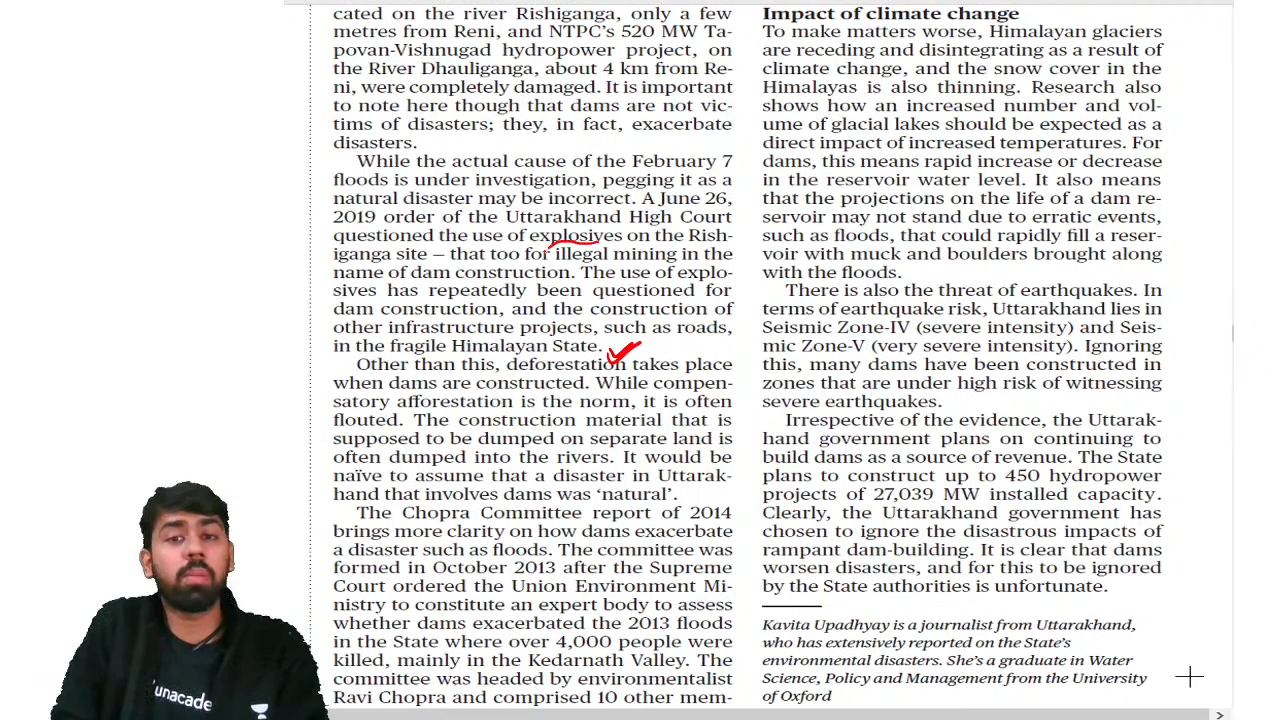 cated on the river Rishiganga, only a few
metres from Reni, and NTPC's 520 MW Ta-
povan-Vishnugad hydropower project, on
the River Dhauliganga, about 4 km from Re-
ni, were completely damaged. It is important
to note here though that dams are not vic-
tims of disasters; they, in fact, exacerbate
disasters.
While the actual cause of the February 7
floods is under investigation, pegging it as a
natural disaster may be incorrect. A June 26,
2019 order of the Uttarakhand High Court
questioned the use of explosives on the Rish-
iganga site – that too for illegal mining in the
name of dam construction. The use of explo-
sives has repeatedly been questioned for
dam construction, and the construction of
other infrastructure projects, such as roads,
in the fragile Himalayan State.
Other than this, deforestation takes place
when dams are constructed. While compen-
satory afforestation is the norm, it is often
flouted. The construction material that is
supposed to be dumped on separate land is
often dumped into the rivers. It would be
naïve to assume that a disaster in Uttarak-
hand that involves dams was ‘natural’.
The Chopra Committee report of 2014
brings more clarity on how dams exacerbate
a disaster such as floods. The committee was
formed in October 2013 after the Supreme
Court ordered the Union Environment Mi-
nistry to constitute an expert body to assess
whether dams exacerbated the 2013 floods
in the State where over 4,000 people were
killed, mainly in the Kedarnath Valley. The
committee was headed by environmentalist
Ravi Chopra and comprised 10 other mem-
Impact of climate change
To make matters worse, Himalayan glaciers
are receding and disintegrating as a result of
climate change, and the snow cover in the
Himalayas is also thinning. Research also
shows how an increased number and vol-
ume of glacial lakes should be expected as a
direct impact of increased temperatures. For
dams, this means rapid increase or decrease
in the reservoir water level. It also means
that the projections on the life of a dam re-
servoir may not stand due to erratic events,
such as floods, that could rapidly fill a reser-
voir with muck and boulders brought along
with the floods.
There is also the threat of earthquakes. In
terms of earthquake risk, Uttarakhand lies in
Seismic Zone-IV (severe intensity) and Seis-
mic Zone-V (very severe intensity). Ignoring
this, many dams have been constructed in
zones that are under high risk of witnessing
severe earthquakes.
Irrespective of the evidence, the Uttarak-
hand government plans on continuing to
build dams as a source of revenue. The State
plans to construct up to 450 hydropower
projects of 27,039 MW installed capacity.
Clearly, the Uttarakhand government has
chosen to ignore the disastrous impacts of
rampant dam-building. It is clear that dams
worsen disasters, and for this to be ignored
by the State authorities is unfortunate.
Kavita Upadhyay is a journalist from Uttarakhand,
who has extensively reported on the State's
environmental disasters. She's a graduate in Water
Science, Policy and Management from the University
of Oxford
unacade